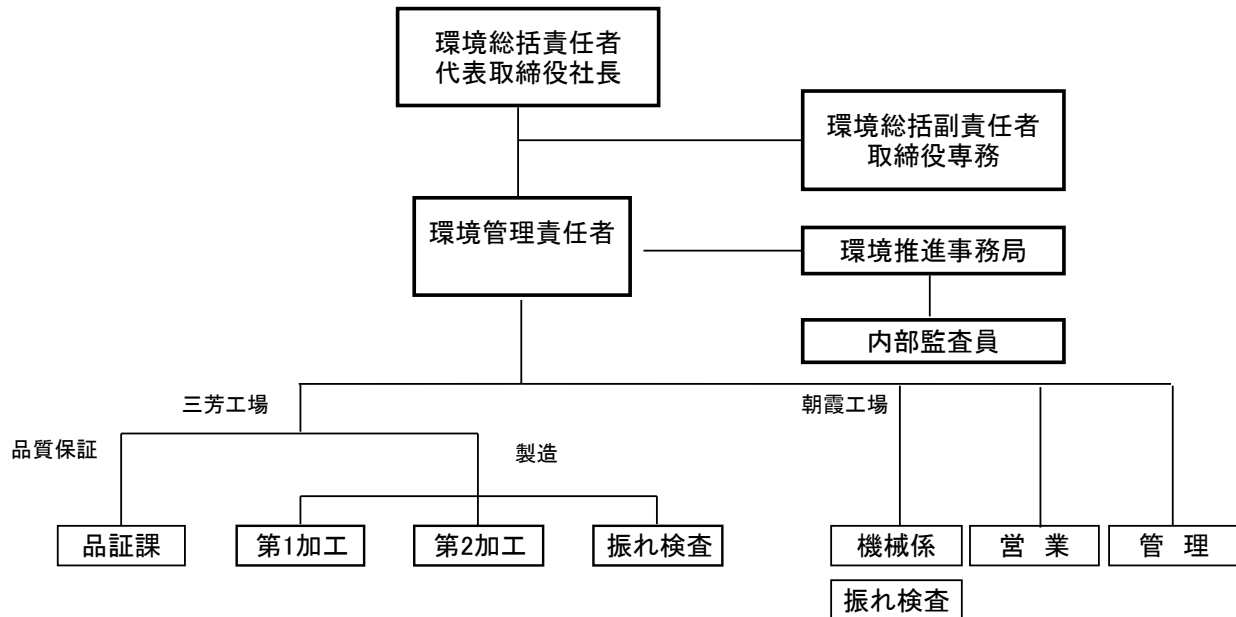 環境総括責任者
代表取締役社長
環境総括副責任者
取締役専務
環境管理責任者
環境推進事務局
内部監査員
三芳工場
朝霞工場
品質保証
製造
品証課
第1加工
第2加工
振れ検査
機械係
営 業
管 理
振れ検査